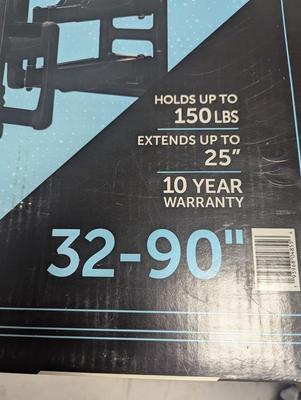 HOLDS UP TO
150 LBS
EXTENDS UP TO
25"
10 YEAR
WARRANTY
32-90"